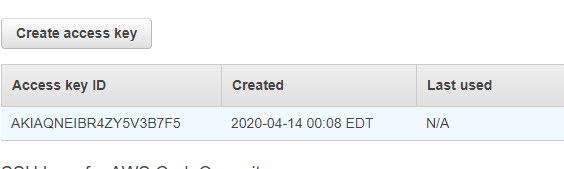 Create access key
Access key ID Created Last used
AKIAQNEIBR4ZY5V3B7F5 2020-04-14 00:08 EDT N/A